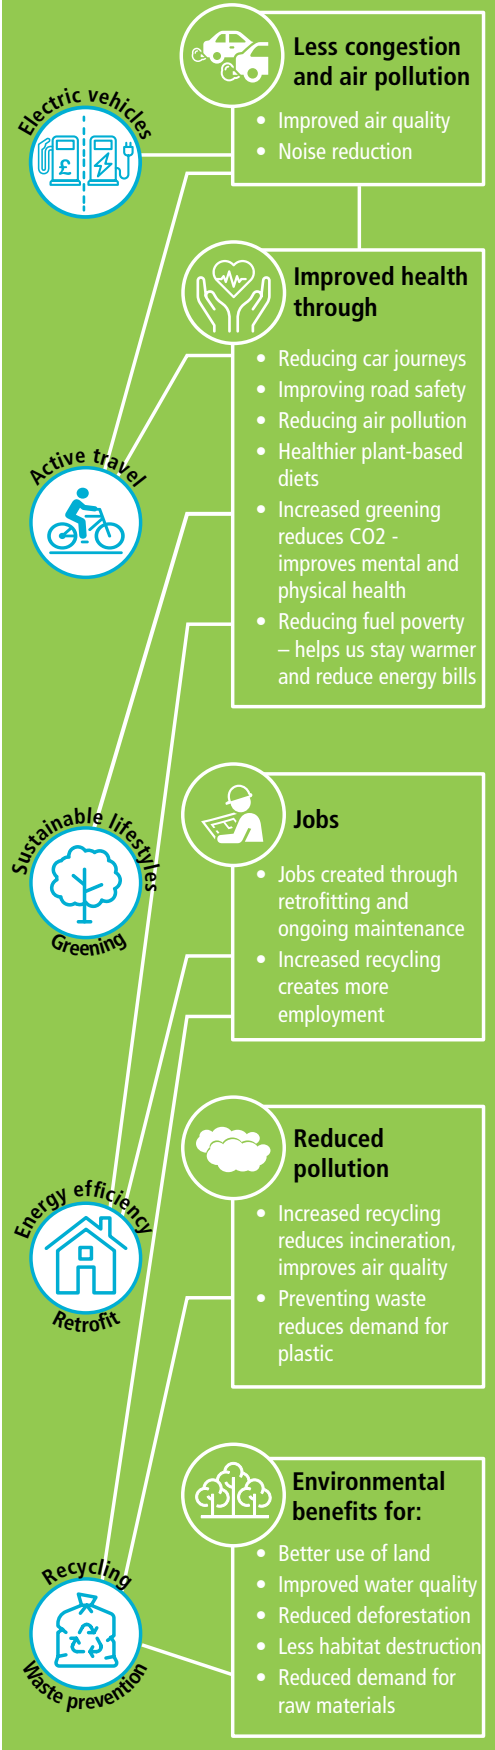 Electric vehicles
£
Less congestion
and air pollution
• Improved air quality
• Noise reduction
Improved health
through
• Reducing car journeys
• Improving road safety
• Reducing air pollution
• Healthier plant-based
diets
• Increased greening
reduces CO2 -
improves mental and
physical health
• Reducing fuel poverty
– helps us stay warmer
and reduce energy bills
Active travel
Jobs
• Jobs created through
retrofitting and
ongoing maintenance
• Increased recycling
creates more
employment
Sustainable lifestyles
Greening
Reduced
pollution
• Increased recycling
reduces incineration,
improves air quality
• Preventing waste
reduces demand for
plastic
Energy efficiency
Retrofit
Environmental
benefits for:
• Better use of land
• Improved water quality
• Reduced deforestation
• Less habitat destruction
• Reduced demand for
raw materials
Recycling
Waste prevention